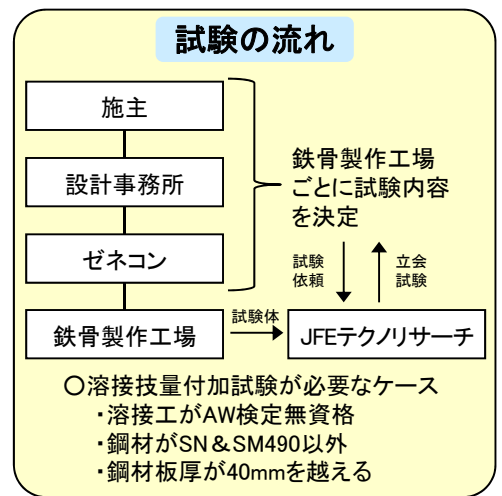 試験の流れ
施主
設計事務所
ゼネコン
鉄骨製作工場
鉄骨製作工場
ごとに試験内容
を決定
試験
依頼
立会
試験
試験体
JFEテクノリサーチ
○溶接技量付加試験が必要なケース
・溶接工がAW検定無資格
・鋼材がSN&SM490以外
・鋼材板厚が40mmを越える